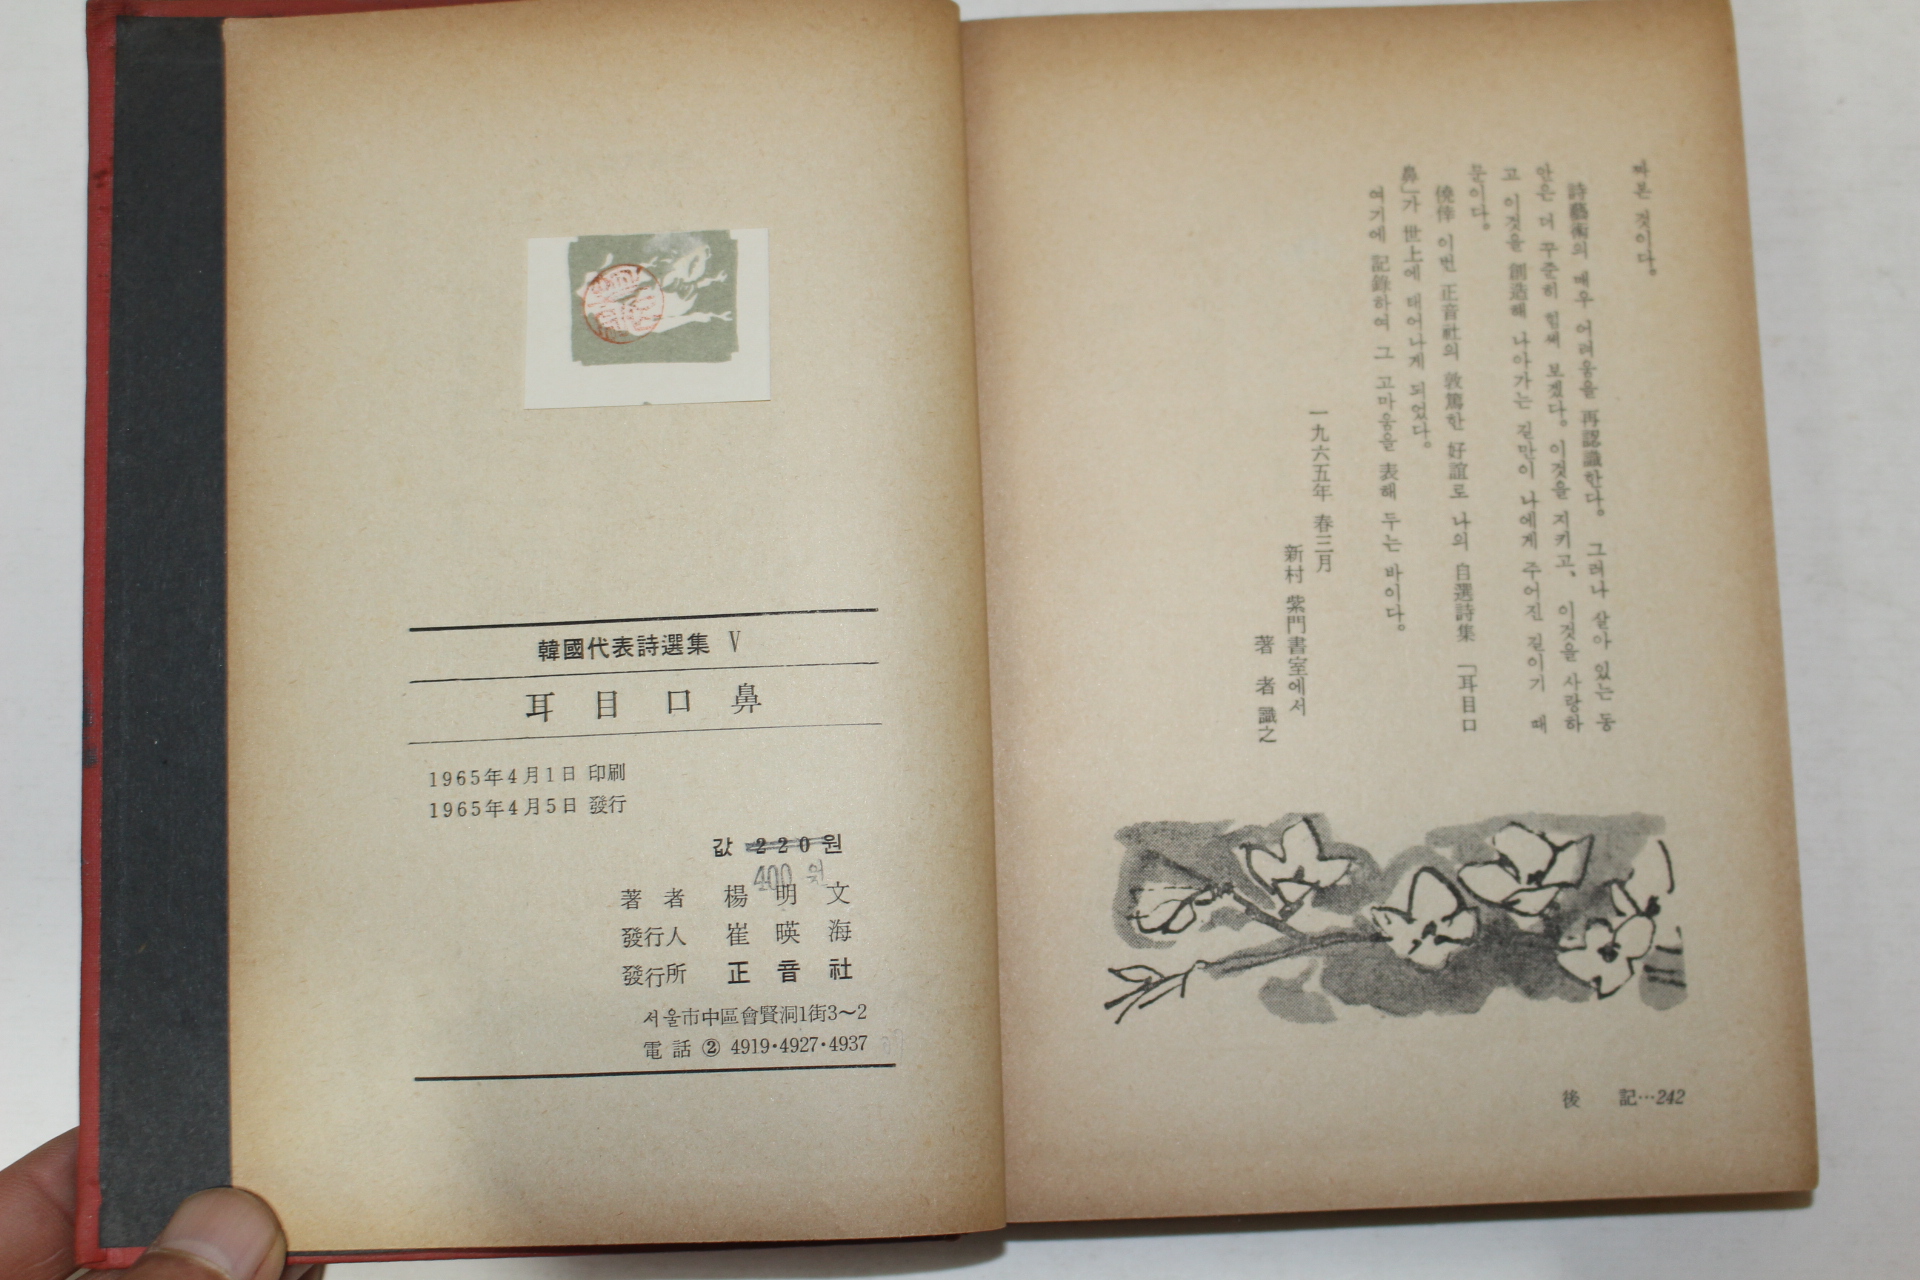 짜본 것이다.
詩藝術의 매우 어려움을 再認識한다. 그러나 살아 있는 동
안은 더 꾸준히 힘써 보겠다. 이것을 지키고, 이것을 사랑하
고 이것을 創造해 나아가는 길만이 나에게 주어진 길이기 때
문이다.
僥倖 이번 正音社의 敦篤한 好誼로 나의 自選詩集 「耳目口
鼻」가 世上에 태어나게 되었다.
여기에 記錄하여 그 고마움을 表해 두는 바이다.
一九六五年 春三月
新村 紫門書室에서
著者 識之
後 記…242
韓國代表詩選集 V
耳目口鼻
1965年4月1日 印刷
1965年4月5日 發行
값 220원
400 원
著者 楊明文
發行人 崔暎海
發行所 正音社
서울市中區會賢洞1街3~2
電話 ② 4919·4927·4937